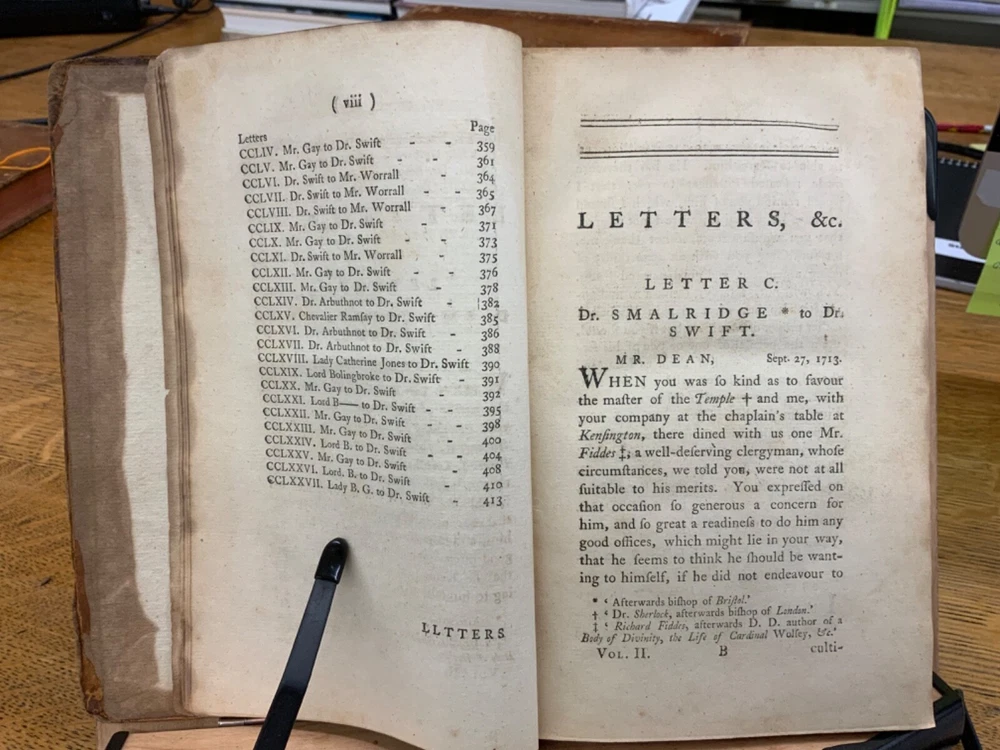 ( viii )
Letters Page
CCLIV. Mr. Gay to Dr. Swift - - 359
CCLV. Mr. Gay to Dr. Swift - - 361
CCLVI. Dr. Swift to Mr. Worrall 364
CCLVII. Dr. Swift to Mr. Worrall - - 365
CCLVIII. Dr. Swift to Mr. Worrall - 367
CCLIX. Mr. Gay to Dr. Swift - - 371
CCLX. Mr. Gay to Dr. Swift - - 373
CCLXI. Dr. Swift to Mr. Worrall - 375
CCLXII. Mr. Gay to Dr. Swift - - 376
CCLXIII. Mr. Gay to Dr. Swift - 378
CCLXIV. Dr. Arbuthnot to Dr. Swift - 382
CCLXV. Chevalier Ramſay to Dr. Swift 385
CCLXVI. Dr. Arbuthnot to Dr. Swift - 386
CCLXVII. Dr. Arbuthnot to Dr. Swift - 388
CCLXVIII. Lady Catherine Jones to Dr. Swift 390
CCLXIX. Lord Bolingbroke to Dr. Swift - 391
CCLXX. Mr. Gay to Dr. Swift - 392
CCLXXI. Lord B—— to Dr. Swift - - 395
CCLXXII. Mr. Gay to Dr. Swift - - 398
CCLXXIII. Mr. Gay to Dr. Swift - 400
CCLXXIV. Lord B. to Dr. Swift - - 404
CCLXXV. Mr. Gay to Dr. Swift - 408
CCLXXVI. Lord. B. to Dr. Swift - 410
CCLXXVII. Lady B. G. to Dr. Swift - 413
LLTTERS
LETTERS, &c.
LETTER C.
Dr. SMALRIDGE * to Dr.
SWIFT.
MR. DEAN, Sept. 27, 1713.
WHEN you was ſo kind as to favour
the maſter of the Temple † and me, with
your company at the chaplain's table at
Kenſington, there dined with us one Mr.
Fiddes ‡, a well-deſerving clergyman, whoſe
circumſtances, we told you, were not at all
ſuitable to his merits. You expreſſed on
that occaſion ſo generous a concern for
him, and ſo great a readineſs to do him any
good offices, which might lie in your way,
that he ſeems to think he ſhould be want-
ing to himſelf, if he did not endeavour to
* ‘ Afterwards biſhop of Briſtol.’
† ‘ Dr. Sherlock, afterwards biſhop of London.’
‡ ‘ Richard Fiddes, afterwards D. D. author of a
Body of Divinity, the Life of Cardinal Wolſey, &c.’
VOL. II. B culti-